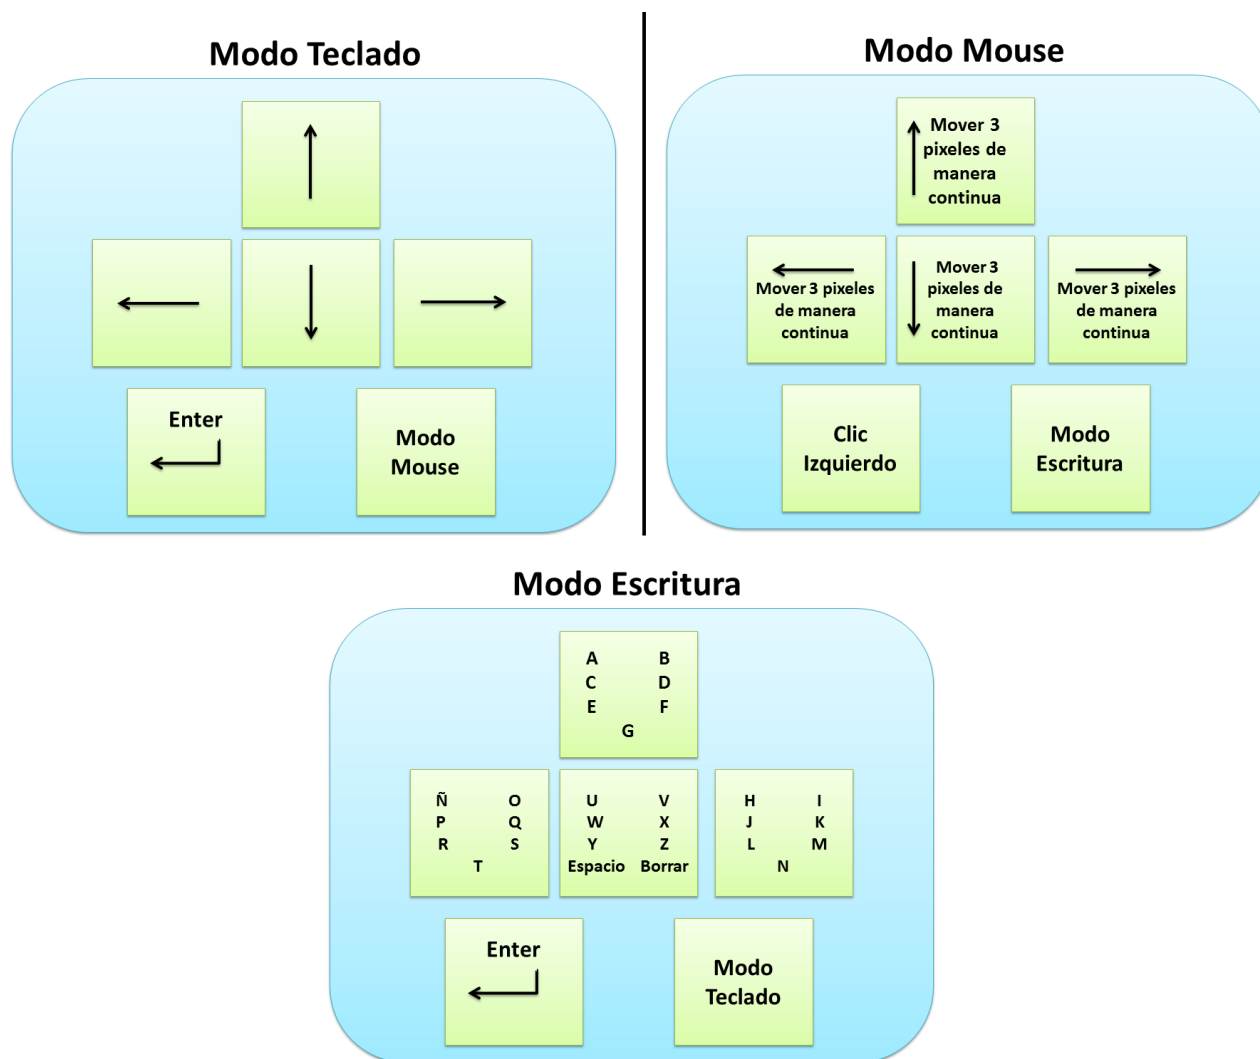 Modo Teclado
Enter
Modo
Mouse
Modo Mouse
Mover 3
pixeles de
manera
continua
Mover 3 pixeles
de manera
continua
Mover 3
pixeles de
manera
continua
Mover 3 pixeles
de manera
continua
Clic
Izquierdo
Modo
Escritura
Modo Escritura
A B
C D
E F
G
Ñ O
P Q
R S
T
U V
W X
Y Z
Espacio Borrar
H I
J K
L M
N
Enter
Modo
Teclado